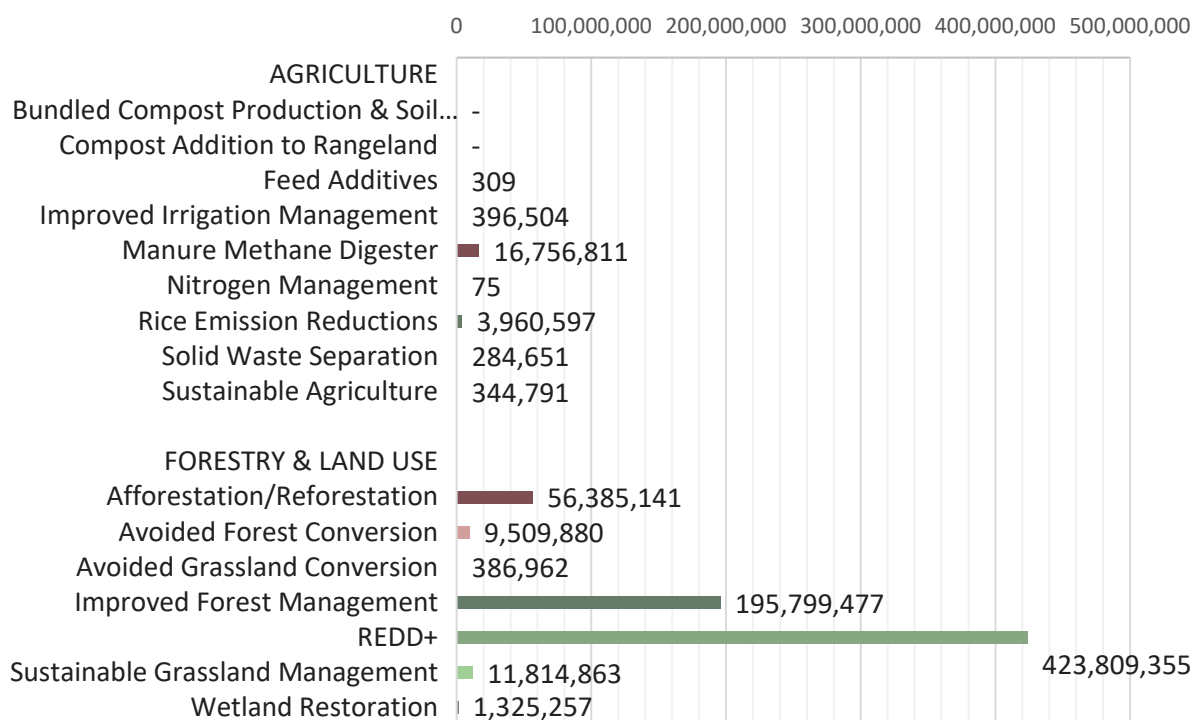 0 100,000,000 200,000,000 300,000,000 400,000,000 500,000,000
AGRICULTURE
Bundled Compost Production & Soil... -
Compost Addition to Rangeland -
Feed Additives 309
Improved Irrigation Management 396,504
Manure Methane Digester 16,756,811
Nitrogen Management 75
Rice Emission Reductions 3,960,597
Solid Waste Separation 284,651
Sustainable Agriculture 344,791
FORESTRY & LAND USE
Afforestation/Reforestation 56,385,141
Avoided Forest Conversion 9,509,880
Avoided Grassland Conversion 386,962
Improved Forest Management 195,799,477
REDD+ 423,809,355
Sustainable Grassland Management 11,814,863
Wetland Restoration 1,325,257